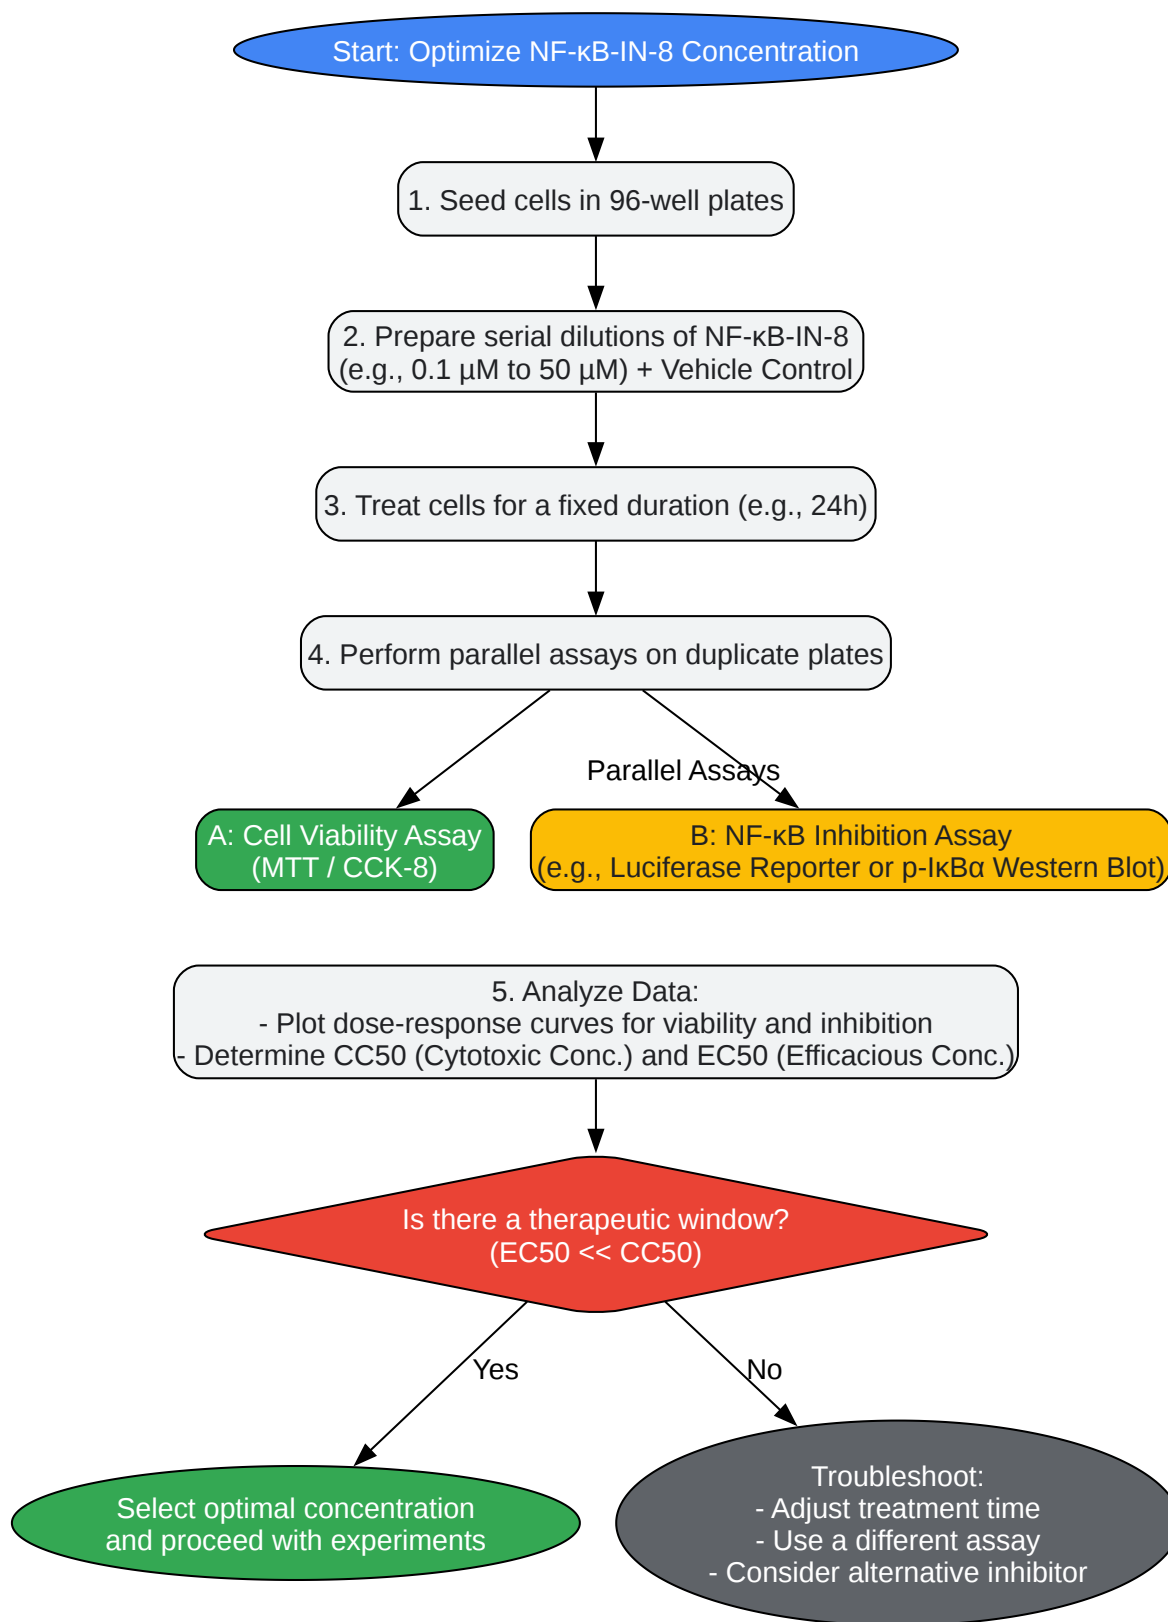 Start: Optimize NF-κB-IN-8 Concentration
1. Seed cells in 96-well plates
2. Prepare serial dilutions of NF-κB-IN-8
(e.g., 0.1 µM to 50 µM) + Vehicle Control
3. Treat cells for a fixed duration (e.g., 24h)
4. Perform parallel assays on duplicate plates
Parallel Assays
A: Cell Viability Assay
(MTT / CCK-8)
B: NF-κB Inhibition Assay
(e.g., Luciferase Reporter or p-IκBα Western Blot)
5. Analyze Data:
- Plot dose-response curves for viability and inhibition
- Determine CC50 (Cytotoxic Conc.) and EC50 (Efficacious Conc.)
Is there a therapeutic window?
(EC50 << CC50)
Yes
No
Select optimal concentration
and proceed with experiments
Troubleshoot:
- Adjust treatment time
- Use a different assay
- Consider alternative inhibitor